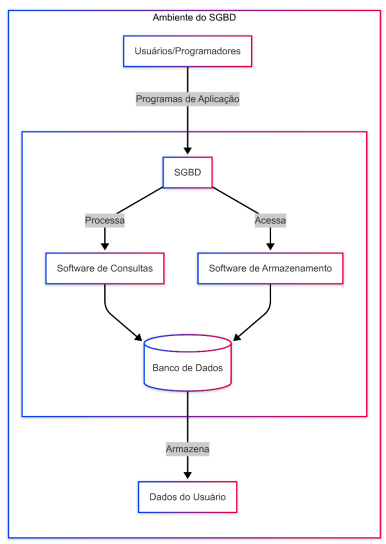 Ambiente do SGBD
Usuários/Programadores
Programas de Aplicação
SGBD
Processa
Acessa
Software de Consultas
Software de Armazenamento
Banco de Dados
Armazena
Dados do Usuário